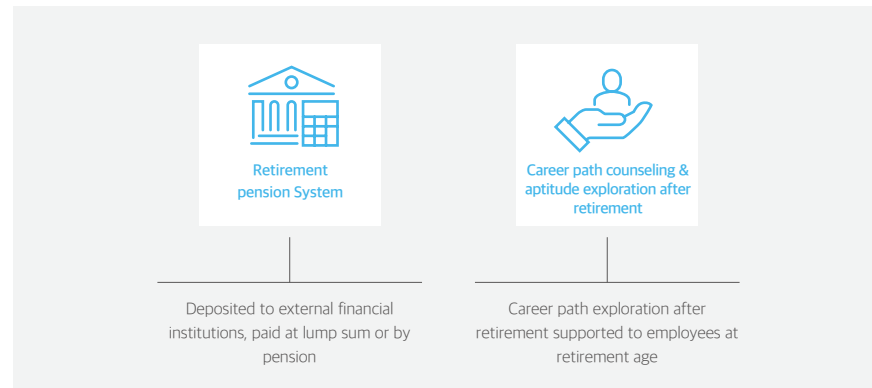 Retirement
pension System
Deposited to external financial
institutions, paid at lump sum or by
pension
Career path counseling &
aptitude exploration after
retirement
Career path exploration after
retirement supported to employees at
retirement age